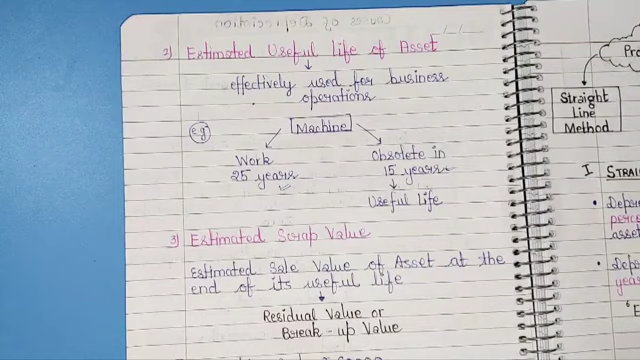 2) Estimated Useful Life of Asset
effectively used for business
operations
eg
Machine
Work
25 years
Obsolete in
15 years
Useful Life
3) Estimated Scrap Value
Estimated Sale Value of Asset at the
end of its useful life
Residual Value or
Break-up Value
Straight
Line
Method
I